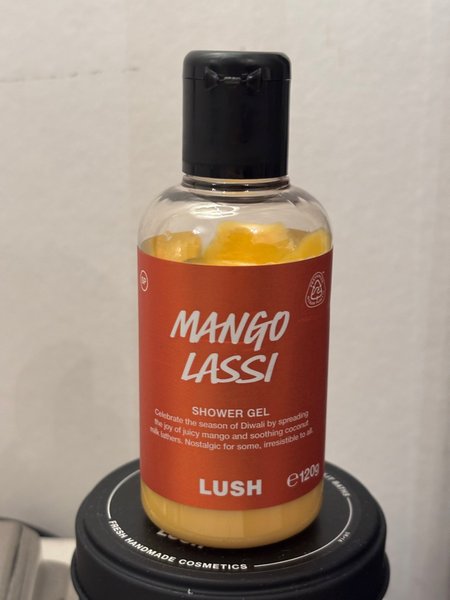 SP
MANGO
LASSI
SHOWER GEL
Celebrate the season of Diwali by spreading
the joy of juicy mango and soothing coconut
milk lathers. Nostalgic for some, irresistible to all.
LUSH
℮120g
FRESH HANDMADE COSMETICS